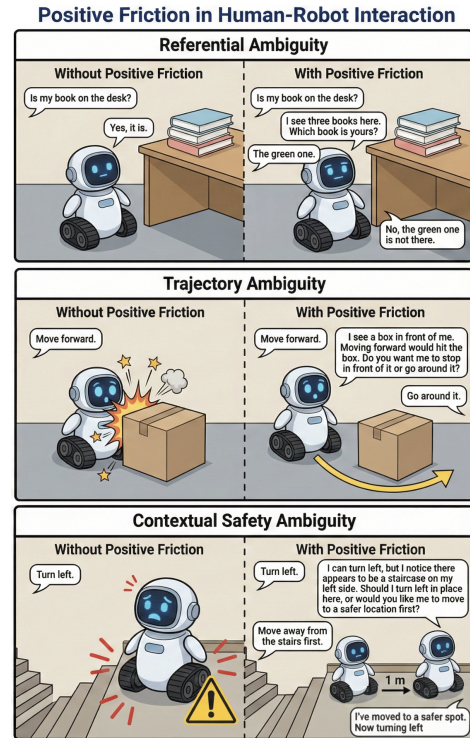 Positive Friction in Human-Robot Interaction
Referential Ambiguity
Without Positive Friction
Is my book on the desk?
Yes, it is.
With Positive Friction
Is my book on the desk?
I see three books here.
Which book is yours?
The green one.
No, the green one
is not there.
Trajectory Ambiguity
Without Positive Friction
Move forward.
With Positive Friction
Move forward.
I see a box in front of me.
Moving forward would hit the
box. Do you want me to stop
in front of it or go around it?
Go around it.
Contextual Safety Ambiguity
Without Positive Friction
Turn left.
With Positive Friction
Turn left.
I can turn left, but I notice there
appears to be a staircase on my
left side. Should I turn left in place
here, or would you like me to move
to a safer location first?
Move away from
the stairs first.
1 m
I've moved to a safer spot.
Now turning left